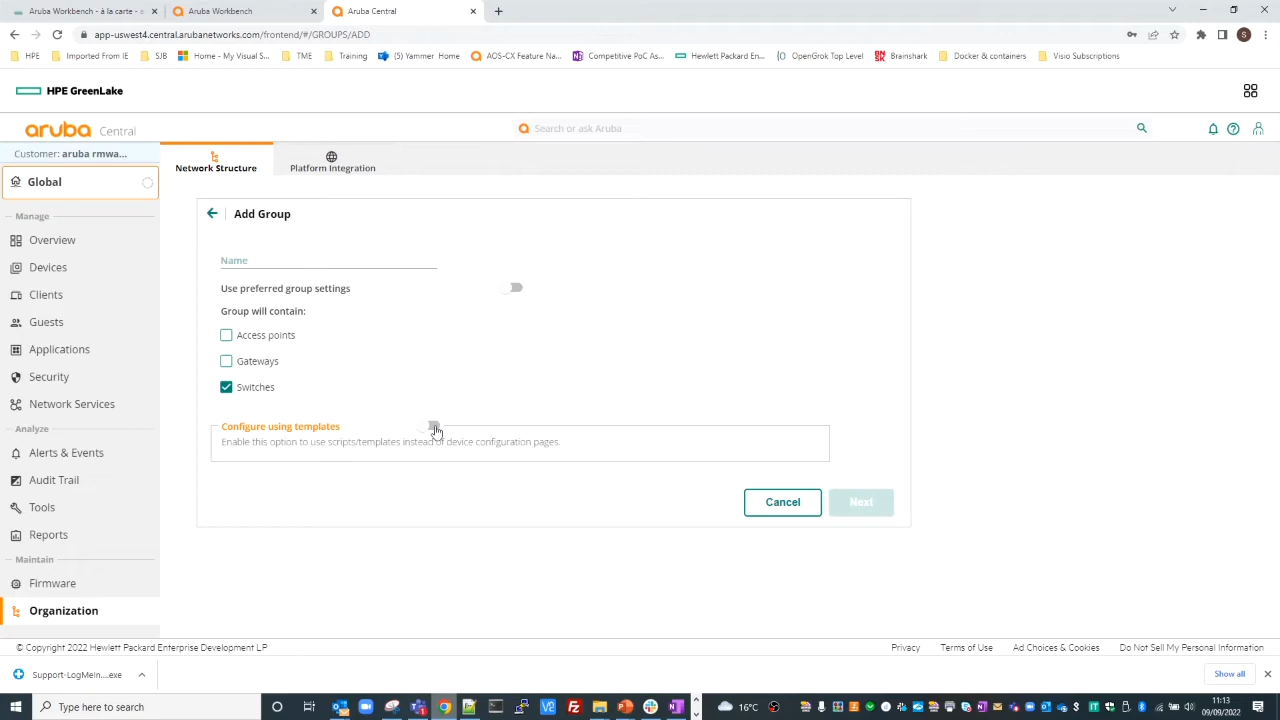 Aruba Workbench - à la carte -
Aruba Workbench
Aruba Central
app-uswest4.central.arubanetworks.com/frontend/#/GROUPS/ADD
HPE
Imported From IE
SJB
Home - My Visual S...
TME
Training
(5) Yammer : Home
AOS-CX Feature Na...
Competitive PoC As...
Hewlett Packard En...
OpenGrok Top Level
Brainshark
Docker & containers
Visio Subscriptions
HPE GreenLake
aruba Central
Search or ask Aruba
Customer: aruba rmwa...
Network Structure
Platform Integration
Global
Manage
Overview
Devices
Clients
Guests
Applications
Security
Network Services
Analyze
Alerts & Events
Audit Trail
Tools
Reports
Maintain
Firmware
Organization
Add Group
Name
Use preferred group settings
Group will contain:
Access points
Gateways
Switches
Configure using templates
Enable this option to use scripts/templates instead of device configuration pages.
Cancel
Next
© Copyright 2022 Hewlett Packard Enterprise Development LP
Privacy
Terms of Use
Ad Choices & Cookies
Do Not Sell My Personal Information
Support-LogMeIn....exe
Show all
Type here to search
16°C
11:13
09/09/2022